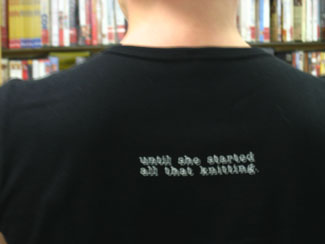 until she started
all that knitting.